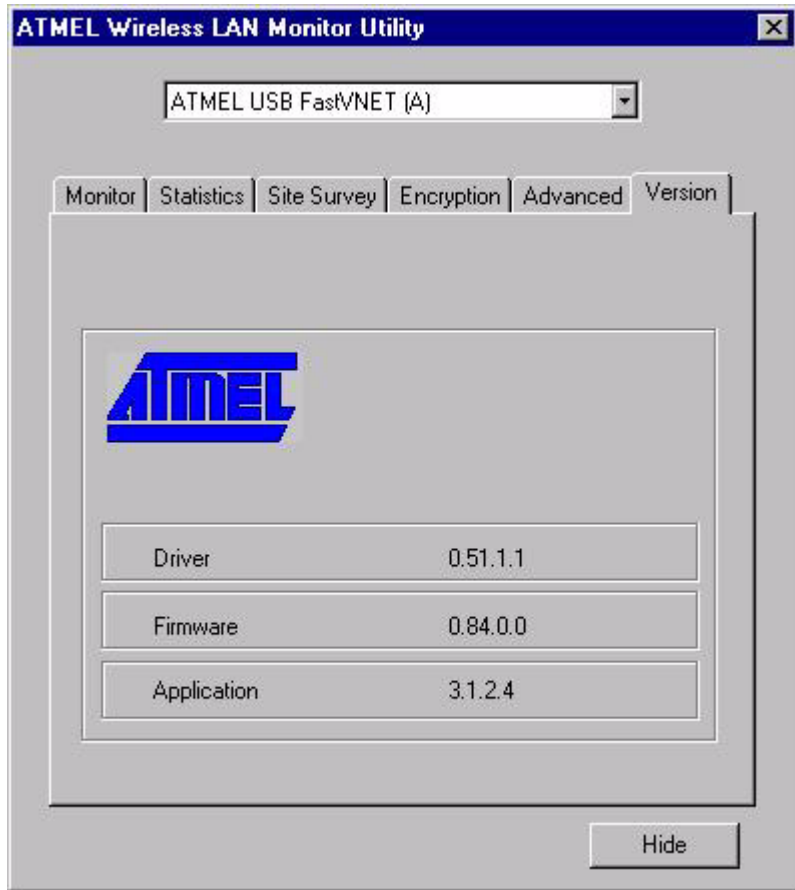 ATMEL Wireless LAN Monitor Utility
ATMEL USB FastVNET (A)
Monitor Statistics Site Survey Encryption Advanced Version
ATMEL
Driver 0.51.1.1
Firmware 0.84.0.0
Application 3.1.2.4
Hide